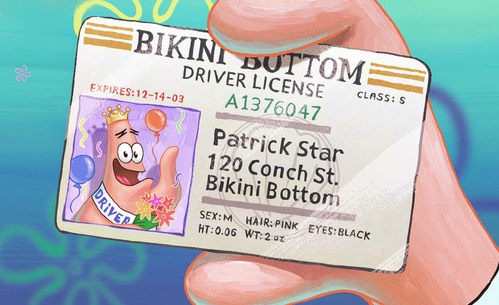 BIKINI BOTTOM
DRIVER LICENSE
EXPIRES:12-14-03
A1376047
CLASS: S
Patrick Star
120 Conch St.
Bikini Bottom
DRIVER
SEX:M HAIR:PINK EYES:BLACK
HT:0.06 WT:2 oz